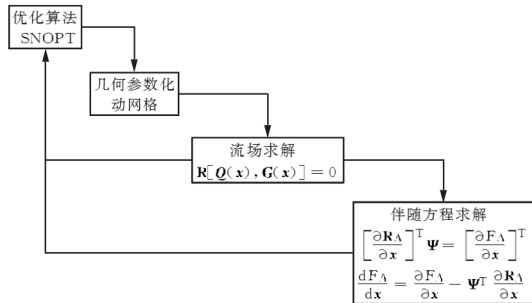 优化算法
SNOPT
几何参数化
动网格
流场求解
R[Q(x),G(x)]=0
伴随方程求解
[∂R_A/∂x]^T Ψ = [∂F_A/∂x]^T
dF_A/dx = ∂F_A/∂x − Ψ^T ∂R_A/∂x